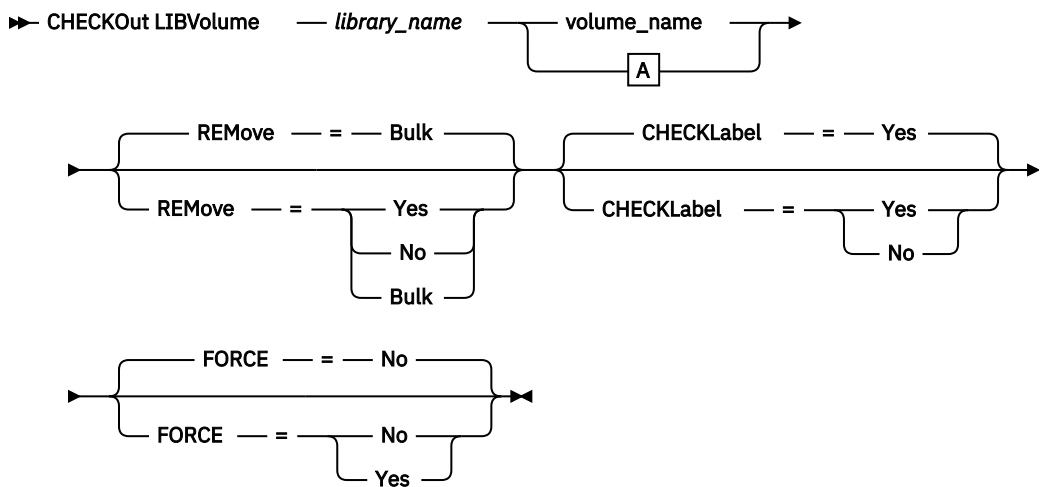 CHECKOut LIBVolume library_name volume_name
A
REMove = Bulk CHECKLabel = Yes
REMove = Yes CHECKLabel = Yes
No No
Bulk
FORCE = No
FORCE = No
Yes